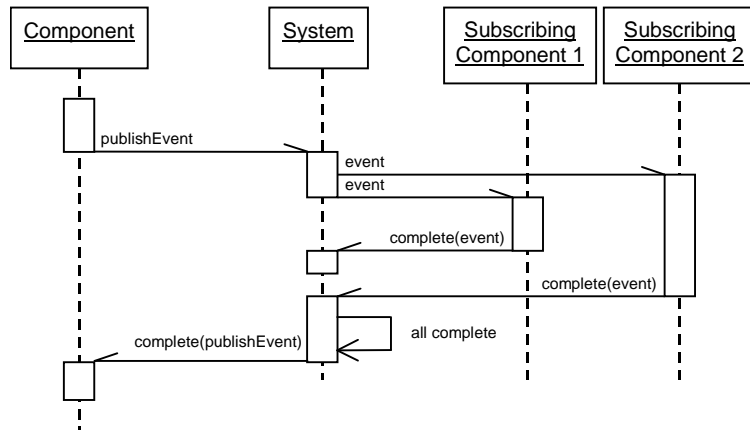 Component
System
Subscribing
Component 1
Subscribing
Component 2
publishEvent
event
event
complete(event)
complete(event)
all complete
complete(publishEvent)